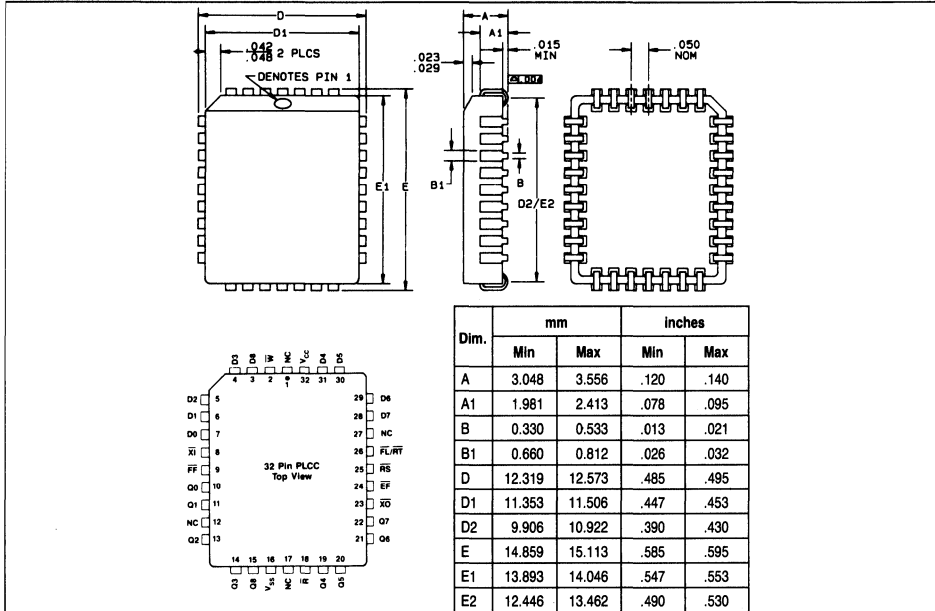 D
D1
.042
.048 2 PLCS
DENOTES PIN 1
E1
E
A
A1
.023
.029
.015
MIN
.004
B1
B
D2/E2
.050
NOM
D3 D8 W̅ NC VCC D4 D5
4 3 2 1 32 31 30
D2 5
D1 6
D0 7
X̅I̅ 8
F̅F̅ 9
Q0 10
Q1 11
NC 12
Q2 13
32 Pin PLCC
Top View
29 D6
28 D7
27 NC
26 F̅L̅/R̅T̅
25 R̅S̅
24 E̅F̅
23 X̅O̅
22 Q7
21 Q6
14 15 16 17 18 19 20
Q3 Q8 VSS NC R̅ Q4 Q5
Dim. mm inches
Min Max Min Max
A 3.048 3.556 .120 .140
A1 1.981 2.413 .078 .095
B 0.330 0.533 .013 .021
B1 0.660 0.812 .026 .032
D 12.319 12.573 .485 .495
D1 11.353 11.506 .447 .453
D2 9.906 10.922 .390 .430
E 14.859 15.113 .585 .595
E1 13.893 14.046 .547 .553
E2 12.446 13.462 .490 .530